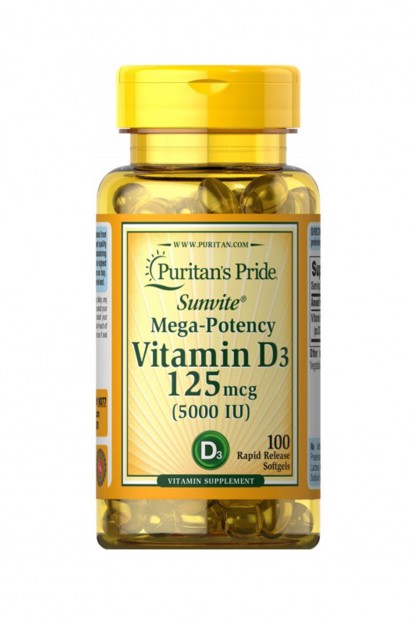 WWW.PURITAN.COM
Puritan's Pride
Sunvite®
Mega-Potency
Vitamin D3
125 mcg
(5000 IU)
D3
100
Rapid Release
Softgels
VITAMIN SUPPLEMENT